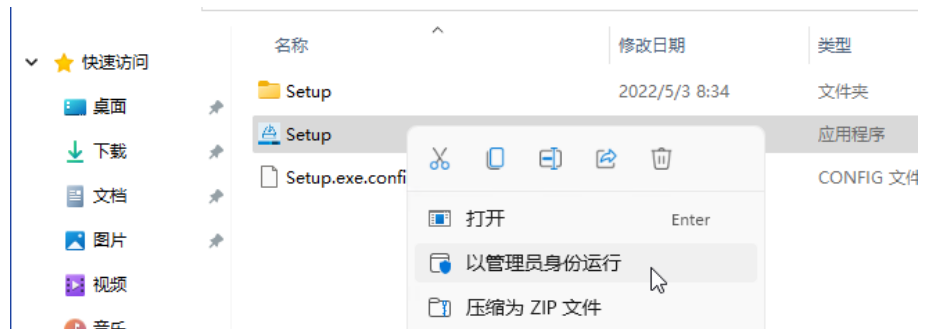 名称 修改日期 类型
快速访问
Setup 2022/5/3 8:34 文件夹
桌面
Setup 应用程序
下载
Setup.exe.confi CONFIG 文件
文档
打开 Enter
图片
以管理员身份运行
视频
压缩为 ZIP 文件
音乐